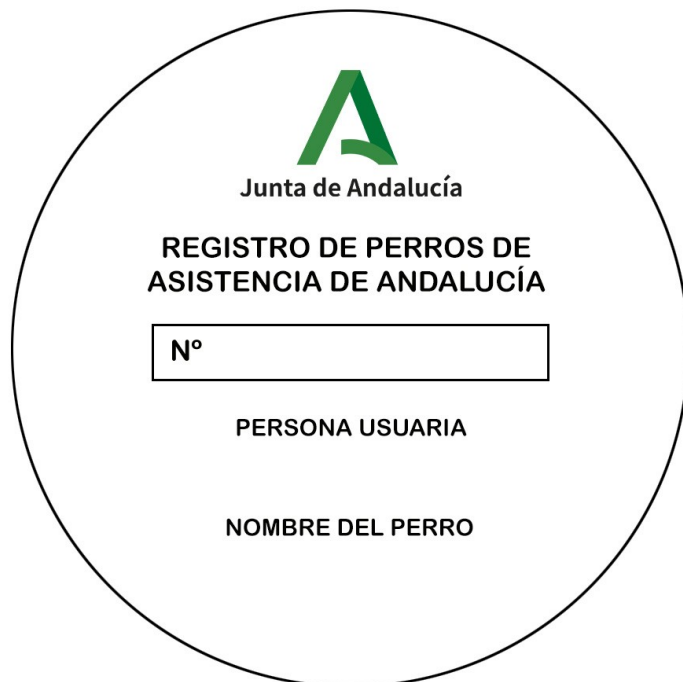 Junta de Andalucía
REGISTRO DE PERROS DE
ASISTENCIA DE ANDALUCÍA
Nº
PERSONA USUARIA
NOMBRE DEL PERRO